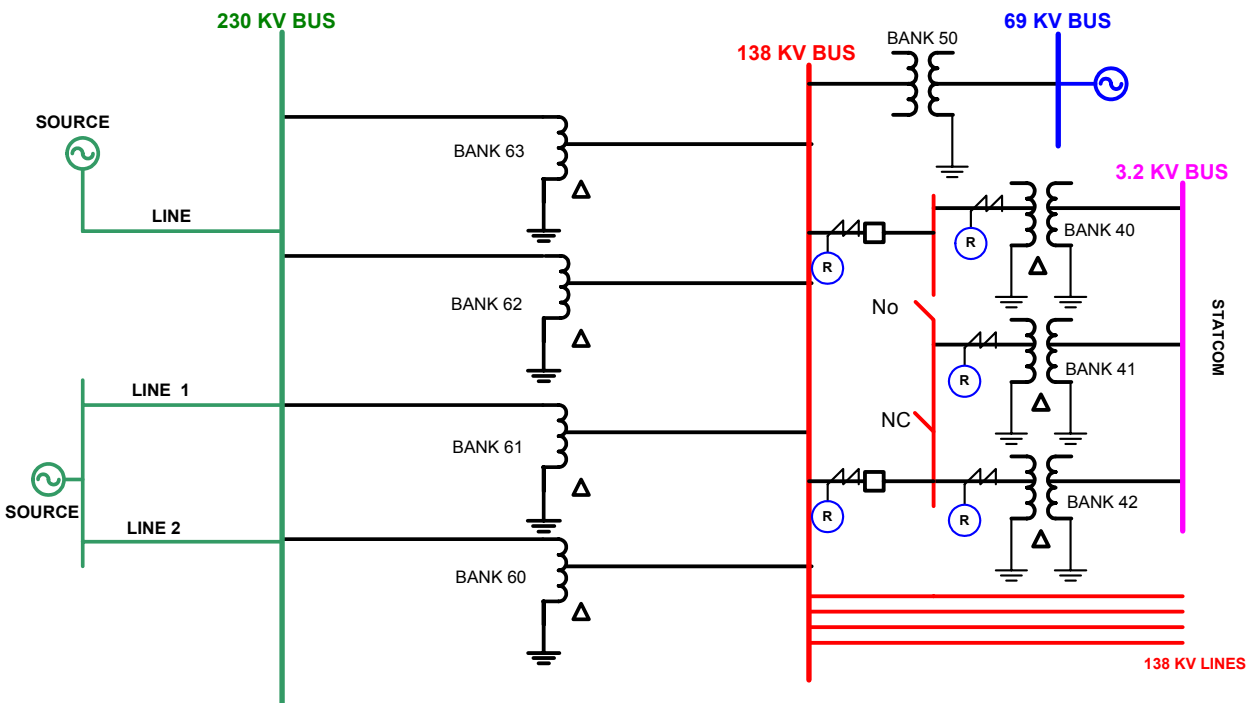 230 KV BUS
69 KV BUS
BANK 50
138 KV BUS
SOURCE
BANK 63
3.2 KV BUS
LINE
R
R
BANK 40
BANK 62
No
STATCOM
R
BANK 41
LINE 1
NC
BANK 61
SOURCE
BANK 42
R
R
LINE 2
BANK 60
138 KV LINES